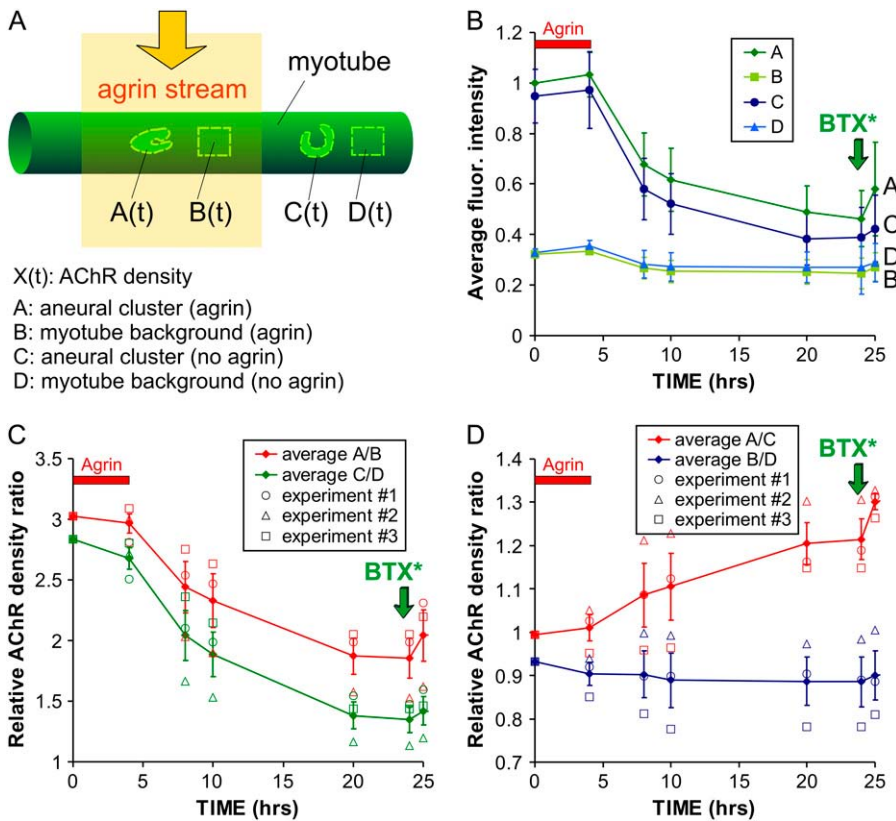 A
agrin stream
myotube
A(t)
B(t)
C(t)
D(t)
X(t): AChR density
A: aneural cluster (agrin)
B: myotube background (agrin)
C: aneural cluster (no agrin)
D: myotube background (no agrin)
B
Average fluor. intensity
1.2
1
0.8
0.6
0.4
0.2
0
Agrin
A
B
C
D
BTX*
A
C
D
B
0 5 10 15 20 25
TIME (hrs)
C
Relative AChR density ratio
3.5
3
2.5
2
1.5
1
Agrin
average A/B
average C/D
experiment #1
experiment #2
experiment #3
BTX*
0 5 10 15 20 25
TIME (hrs)
D
Relative AChR density ratio
1.4
1.3
1.2
1.1
1
0.9
0.8
0.7
Agrin
average A/C
average B/D
experiment #1
experiment #2
experiment #3
BTX*
0 5 10 15 20 25
TIME (hrs)